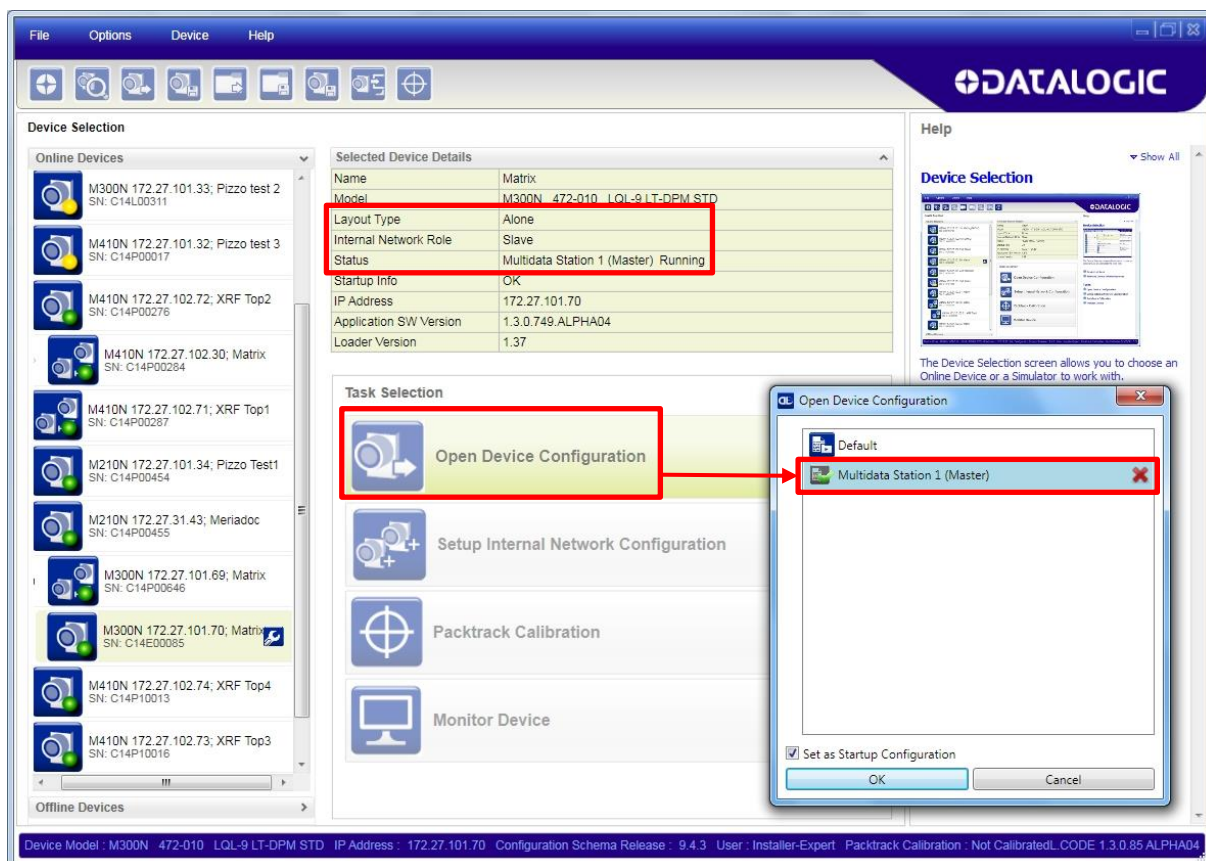 File Options Device Help
DATALOGIC
Device Selection
Online Devices
M300N 172.27.101.33; Pizzo test 2
SN: C14L00311
M410N 172.27.101.32; Pizzo test 3
SN: C14P00017
M410N 172.27.102.72; XRF Top2
SN: C14P00276
M410N 172.27.102.30; Matrix
SN: C14P00284
M410N 172.27.102.71; XRF Top1
SN: C14P00287
M210N 172.27.101.34; Pizzo Test1
SN: C14P00454
M210N 172.27.31.43; Meriadoc
SN: C14P00455
M300N 172.27.101.69; Matrix
SN: C14P00646
M300N 172.27.101.70; Matrix
SN: C14E00085
M410N 172.27.102.74; XRF Top4
SN: C14P10013
M410N 172.27.102.73; XRF Top3
SN: C14P10016
Offline Devices
Selected Device Details
Name Matrix
Model M300N 472-010 LQL-9 LT-DPM STD
Layout Type Alone
Internal Network Role Slave
Status Multidata Station 1 (Master) Running
Startup Info OK
IP Address 172.27.101.70
Application SW Version 1.3.0.749.ALPHA04
Loader Version 1.37
Task Selection
Open Device Configuration
Setup Internal Network Configuration
Packtrack Calibration
Monitor Device
Help
Show All
Device Selection
The Device Selection screen allows you to choose an
Online Device or a Simulator to work with.
Open Device Configuration
Default
Multidata Station 1 (Master)
Set as Startup Configuration
OK Cancel
Device Model : M300N 472-010 LQL-9 LT-DPM STD IP Address : 172.27.101.70 Configuration Schema Release : 9.4.3 User : Installer-Expert Packtrack Calibration : Not CalibratedL.CODE 1.3.0.85 ALPHA04